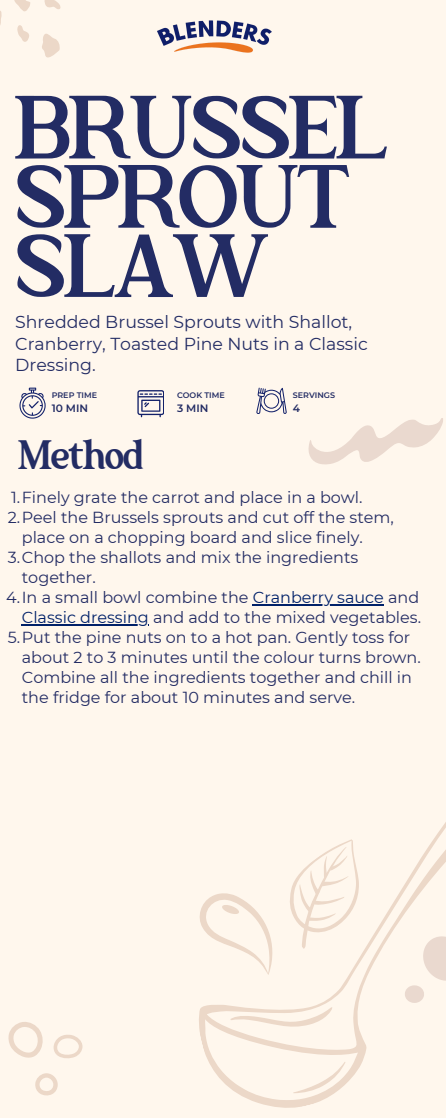 BLENDERS
BRUSSEL
SPROUT
SLAW
Shredded Brussel Sprouts with Shallot,
Cranberry, Toasted Pine Nuts in a Classic
Dressing.
PREP TIME
10 MIN
COOK TIME
3 MIN
SERVINGS
4
Method
1. Finely grate the carrot and place in a bowl.
2. Peel the Brussels sprouts and cut off the stem,
place on a chopping board and slice finely.
3. Chop the shallots and mix the ingredients
together.
4. In a small bowl combine the Cranberry sauce and
Classic dressing and add to the mixed vegetables.
5. Put the pine nuts on to a hot pan. Gently toss for
about 2 to 3 minutes until the colour turns brown.
Combine all the ingredients together and chill in
the fridge for about 10 minutes and serve.